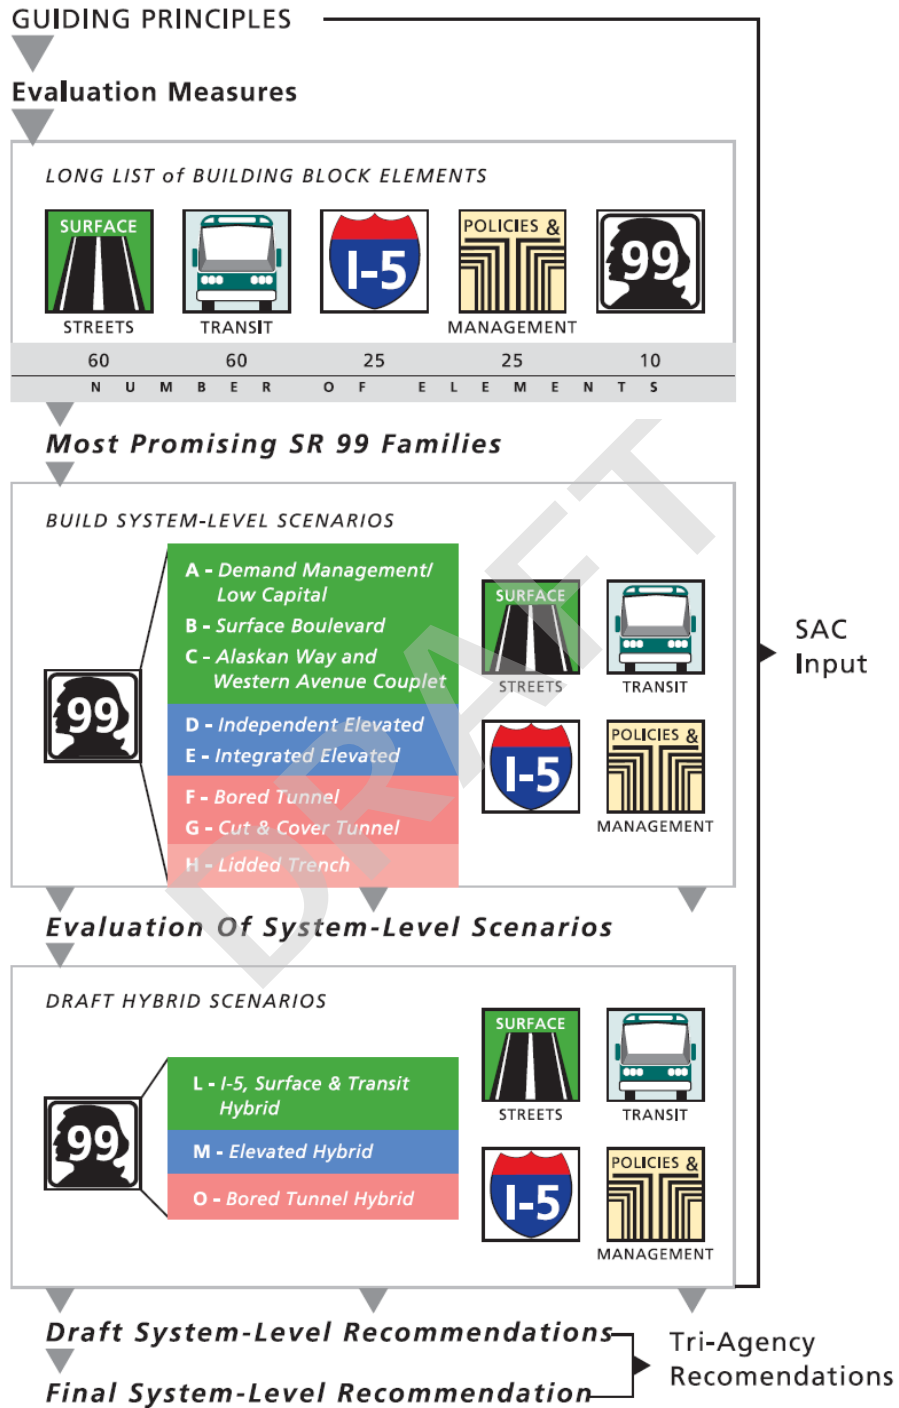 GUIDING PRINCIPLES
Evaluation Measures
LONG LIST of BUILDING BLOCK ELEMENTS
SURFACE
STREETS
TRANSIT
I-5
POLICIES &
MANAGEMENT
99
60 60 25 25 10
NUMBER OF ELEMENTS
Most Promising SR 99 Families
BUILD SYSTEM-LEVEL SCENARIOS
99
A - Demand Management/
Low Capital
B - Surface Boulevard
C - Alaskan Way and
Western Avenue Couplet
D - Independent Elevated
E - Integrated Elevated
F - Bored Tunnel
G - Cut & Cover Tunnel
H - Lidded Trench
SURFACE
STREETS
TRANSIT
I-5
POLICIES &
MANAGEMENT
SAC
Input
Evaluation Of System-Level Scenarios
DRAFT HYBRID SCENARIOS
99
L - I-5, Surface & Transit
Hybrid
M - Elevated Hybrid
O - Bored Tunnel Hybrid
SURFACE
STREETS
TRANSIT
I-5
POLICIES &
MANAGEMENT
Draft System-Level Recommendations
Final System-Level Recommendation
Tri-Agency
Recomendations
DRAFT